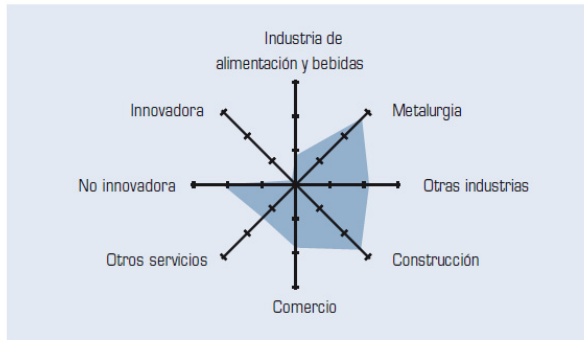 Industria de
alimentación y bebidas
Innovadora
Metalurgia
No innovadora
Otras industrias
Otros servicios
Construcción
Comercio